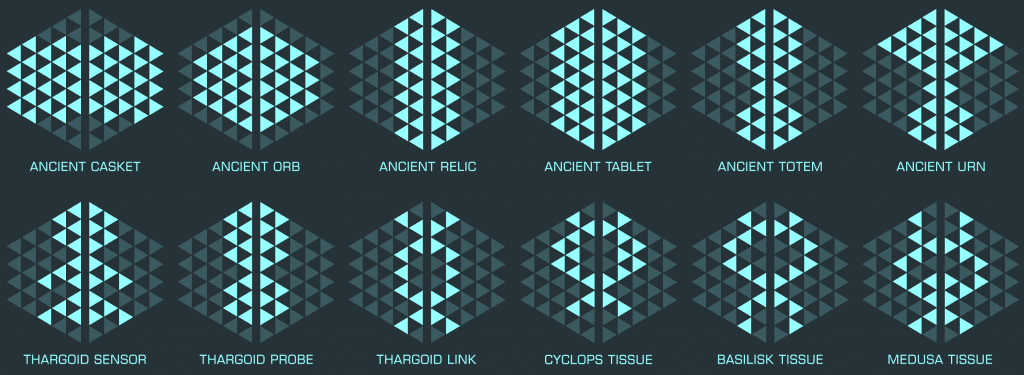 ANCIENT CASKET
ANCIENT ORB
ANCIENT RELIC
ANCIENT TABLET
ANCIENT TOTEM
ANCIENT URN
THARGOID SENSOR
THARGOID PROBE
THARGOID LINK
CYCLOPS TISSUE
BASILISK TISSUE
MEDUSA TISSUE